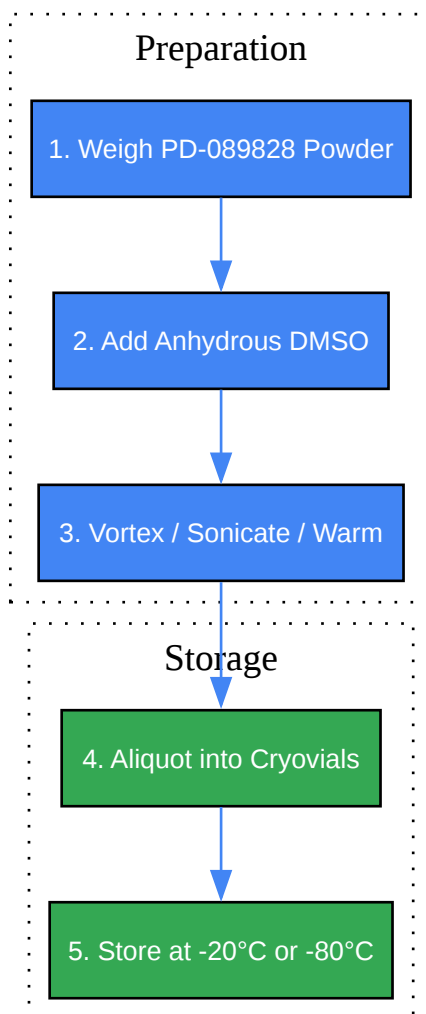 Preparation
1. Weigh PD-089828 Powder
2. Add Anhydrous DMSO
3. Vortex / Sonicate / Warm
Storage
4. Aliquot into Cryovials
5. Store at -20°C or -80°C